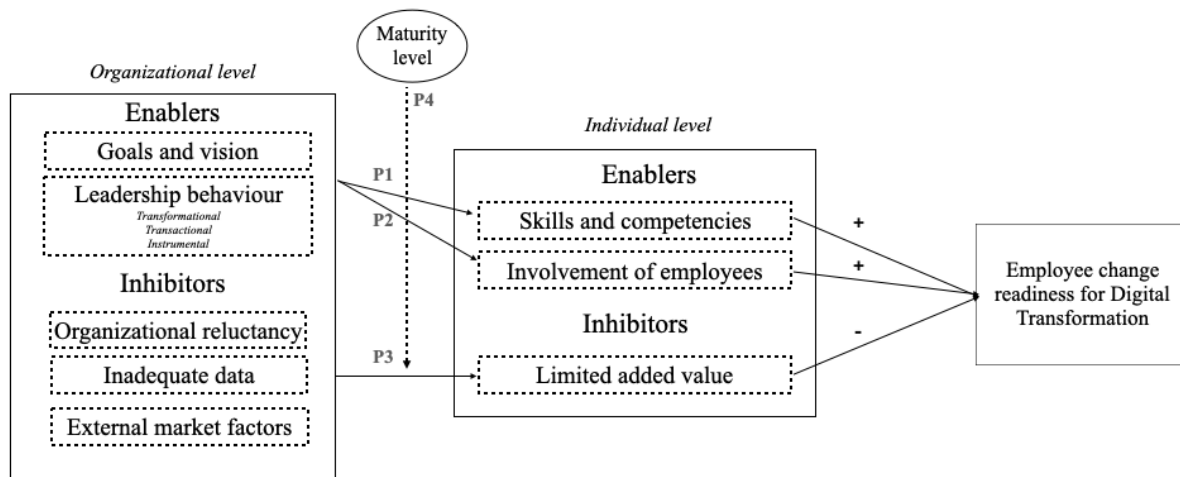 Maturity
level
P4
Organizational level
Enablers
Goals and vision
Leadership behaviour
Transformational
Transactional
Instrumental
Inhibitors
Organizational reluctancy
Inadequate data
External market factors
P1
P2
P3
Individual level
Enablers
Skills and competencies
Involvement of employees
Inhibitors
Limited added value
+
+
-
Employee change
readiness for Digital
Transformation